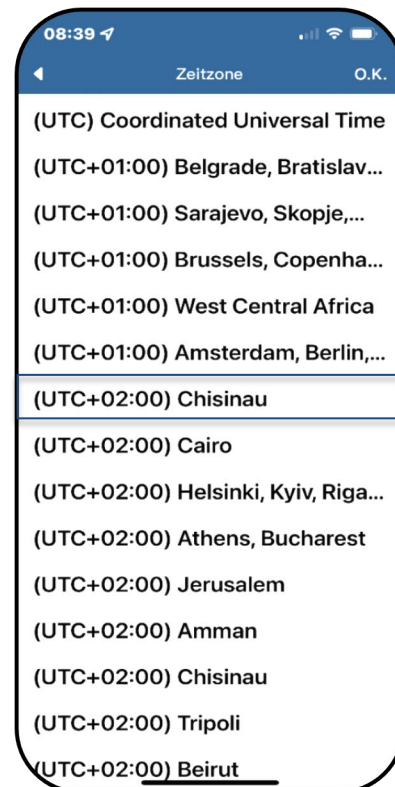 08:39
Zeitzone O.K.
(UTC) Coordinated Universal Time
(UTC+01:00) Belgrade, Bratislav...
(UTC+01:00) Sarajevo, Skopje,...
(UTC+01:00) Brussels, Copenha...
(UTC+01:00) West Central Africa
(UTC+01:00) Amsterdam, Berlin,...
(UTC+02:00) Chisinau
(UTC+02:00) Cairo
(UTC+02:00) Helsinki, Kyiv, Riga...
(UTC+02:00) Athens, Bucharest
(UTC+02:00) Jerusalem
(UTC+02:00) Amman
(UTC+02:00) Chisinau
(UTC+02:00) Tripoli
(UTC+02:00) Beirut